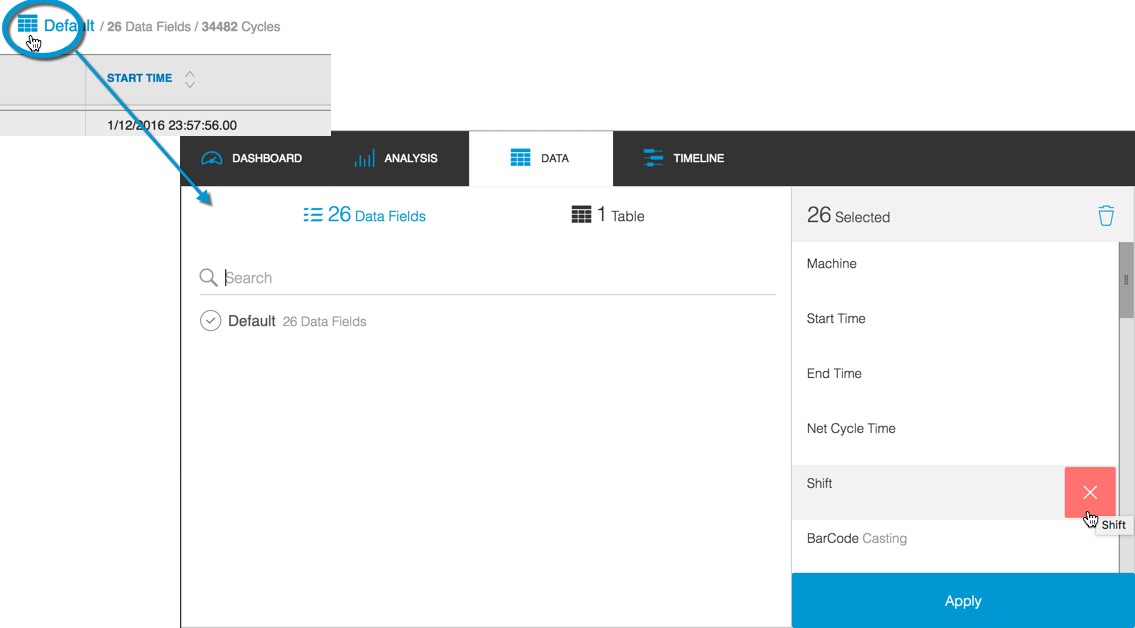 Default / 26 Data Fields / 34482 Cycles
START TIME
1/12/2016 23:57:56.00
DASHBOARD ANALYSIS DATA TIMELINE
26 Data Fields 1 Table
26 Selected
Search
Default 26 Data Fields
Machine
Start Time
End Time
Net Cycle Time
Shift
Shift
BarCode Casting
Apply